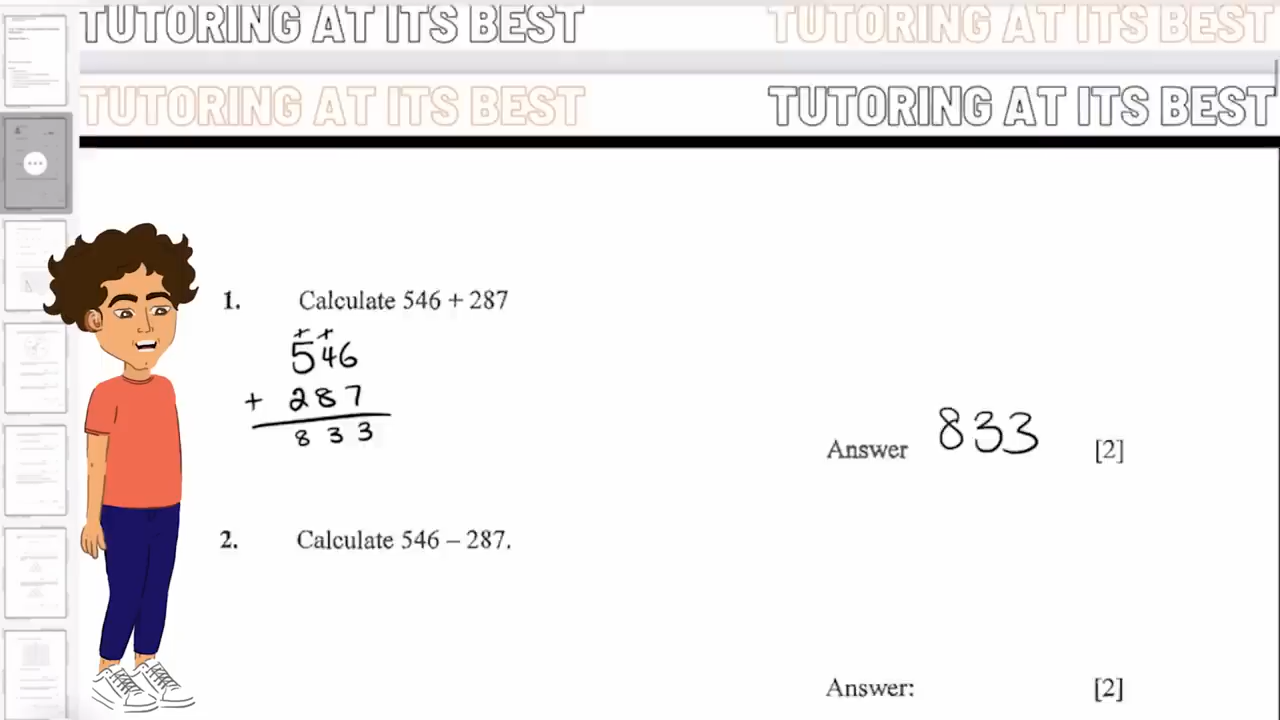 TUTORING AT ITS BEST TUTORING AT ITS BEST
TUTORING AT ITS BEST TUTORING AT ITS BEST
1. Calculate 546 + 287
++
546
+ 287
833
Answer 833 [2]
2. Calculate 546 – 287.
Answer: [2]